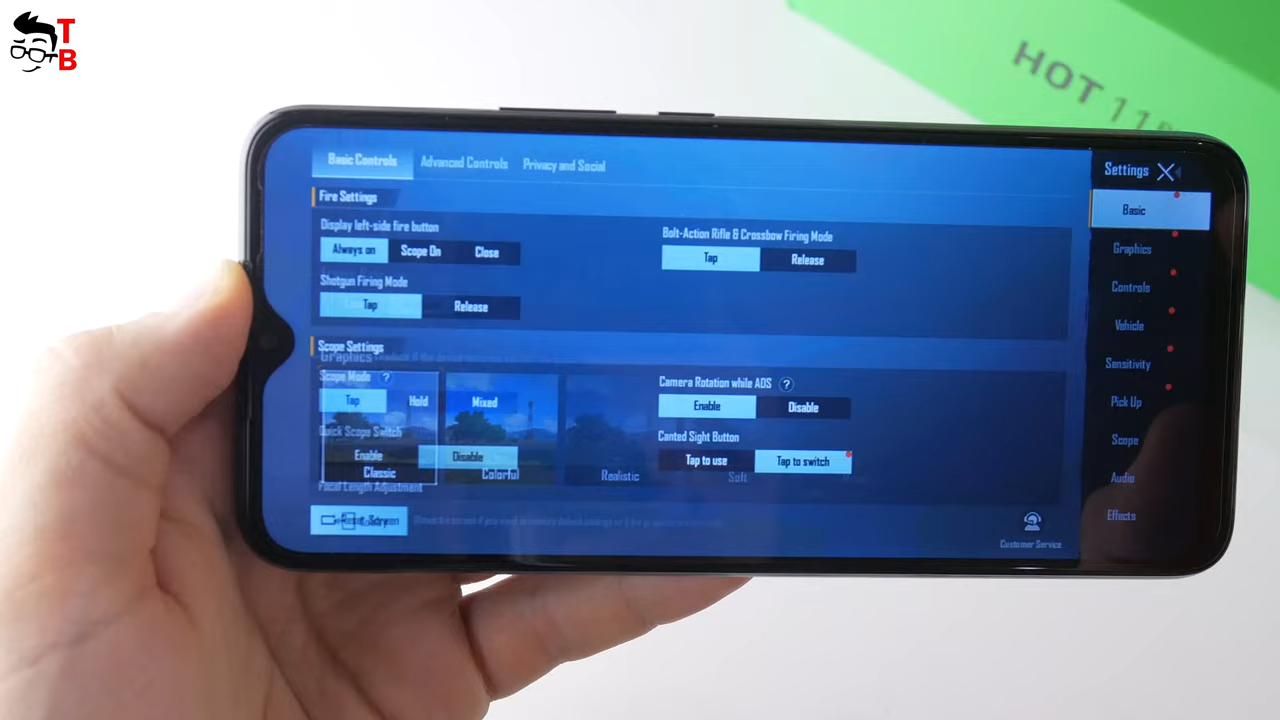 T
B
HOT 11
Basic Controls
Advanced Controls
Privacy and Social
Settings
Fire Settings
Display left-side fire button
Always on
Scope On
Close
Bolt-Action Rifle & Crossbow Firing Mode
Tap
Release
Shotgun Firing Mode
Tap
Release
Scope Settings
Graphics
Scope Mode ?
Tap
Hold
Mixed
Camera Rotation while ADS ?
Enable
Disable
Quick Scope Switch
Enable
Disable
Canted Sight Button
Tap to use
Tap to switch
Classic
Colorful
Realistic
Soft
Focal Length Adjustment
Reset Screen
Customer Service
Basic
Graphics
Controls
Vehicle
Sensitivity
Pick Up
Scope
Audio
Effects